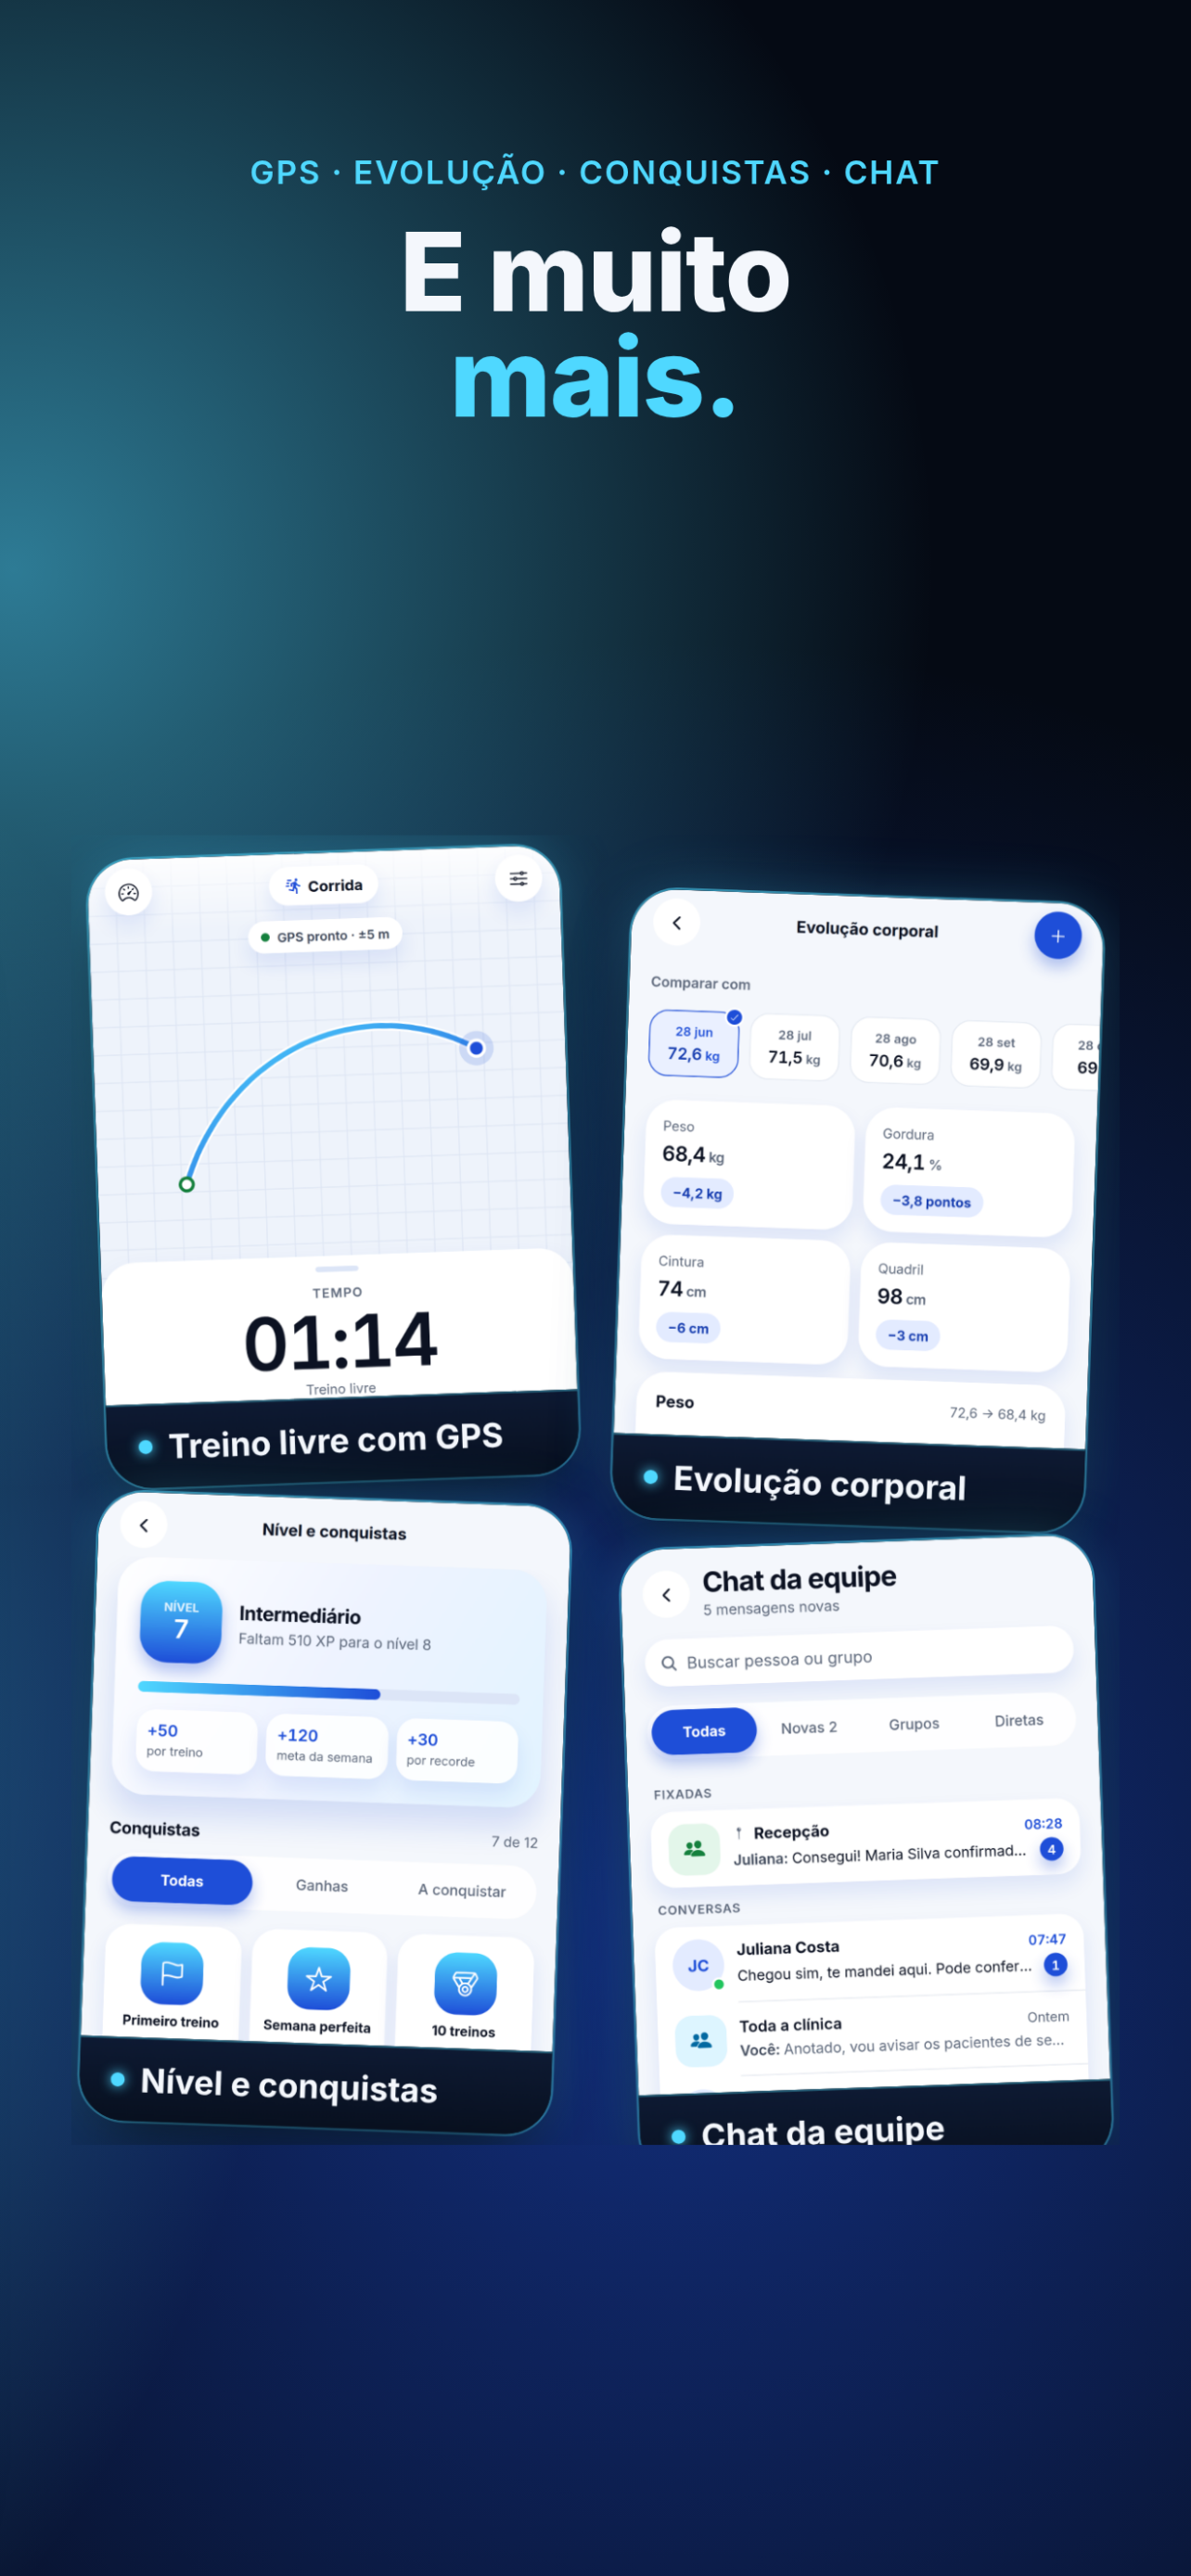 GPS · EVOLUÇÃO · CONQUISTAS · CHAT
E muito
mais.
Corrida
GPS pronto · ±5 m
TEMPO
01:14
Treino livre
Treino livre com GPS
Evolução corporal
Comparar com
28 jun
72,6 kg
28 jul
71,5 kg
28 ago
70,6 kg
28 set
69,9 kg
28
69
Peso
68,4 kg
−4,2 kg
Gordura
24,1 %
−3,8 pontos
Cintura
74 cm
−6 cm
Quadril
98 cm
−3 cm
Peso
72,6 → 68,4 kg
Evolução corporal
Nível e conquistas
NÍVEL
7
Intermediário
Faltam 510 XP para o nível 8
+50
por treino
+120
meta da semana
+30
por recorde
Conquistas
7 de 12
Todas
Ganhas
A conquistar
Primeiro treino
Semana perfeita
10 treinos
Nível e conquistas
Chat da equipe
5 mensagens novas
Buscar pessoa ou grupo
Todas
Novas 2
Grupos
Diretas
FIXADAS
Recepção
08:28
Juliana: Consegui! Maria Silva confirmad...
4
CONVERSAS
JC
Juliana Costa
07:47
Chegou sim, te mandei aqui. Pode confer...
1
Toda a clínica
Ontem
Você: Anotado, vou avisar os pacientes de se...
Chat da equipe